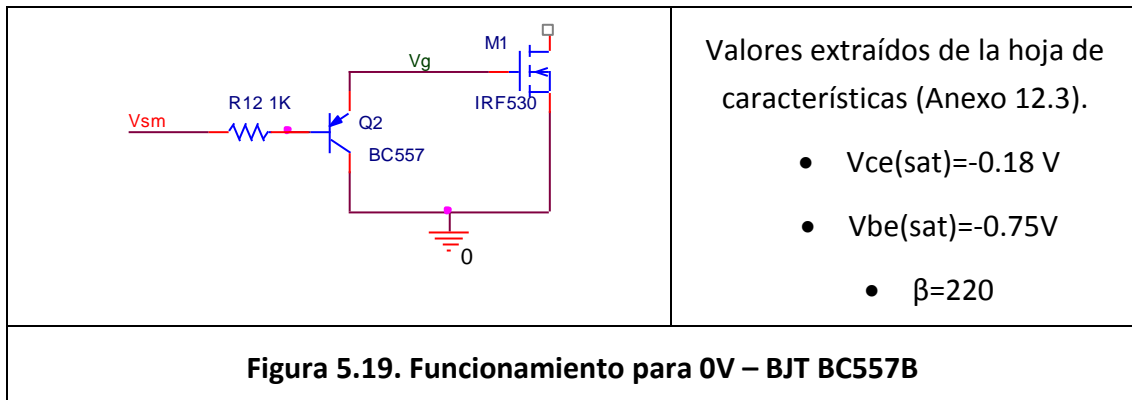 M1
Vg
IRF530
R12 1K
Vsm
Q2
BC557
0
Valores extraídos de la hoja de
características (Anexo 12.3).
• Vce(sat)=-0.18 V
• Vbe(sat)=-0.75V
• β=220
Figura 5.19. Funcionamiento para 0V – BJT BC557B